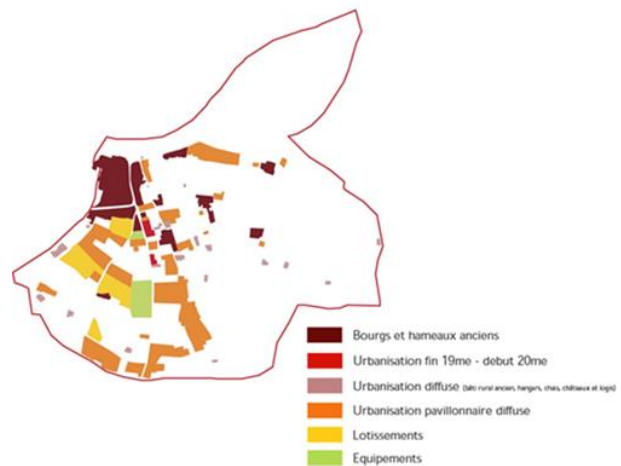 Bourgs et hameaux anciens
Urbanisation fin 19me - debut 20me
Urbanisation diffuse (bâti rural ancien, hangars, chais, châteaux et logis)
Urbanisation pavillonnaire diffuse
Lotissements
Equipements